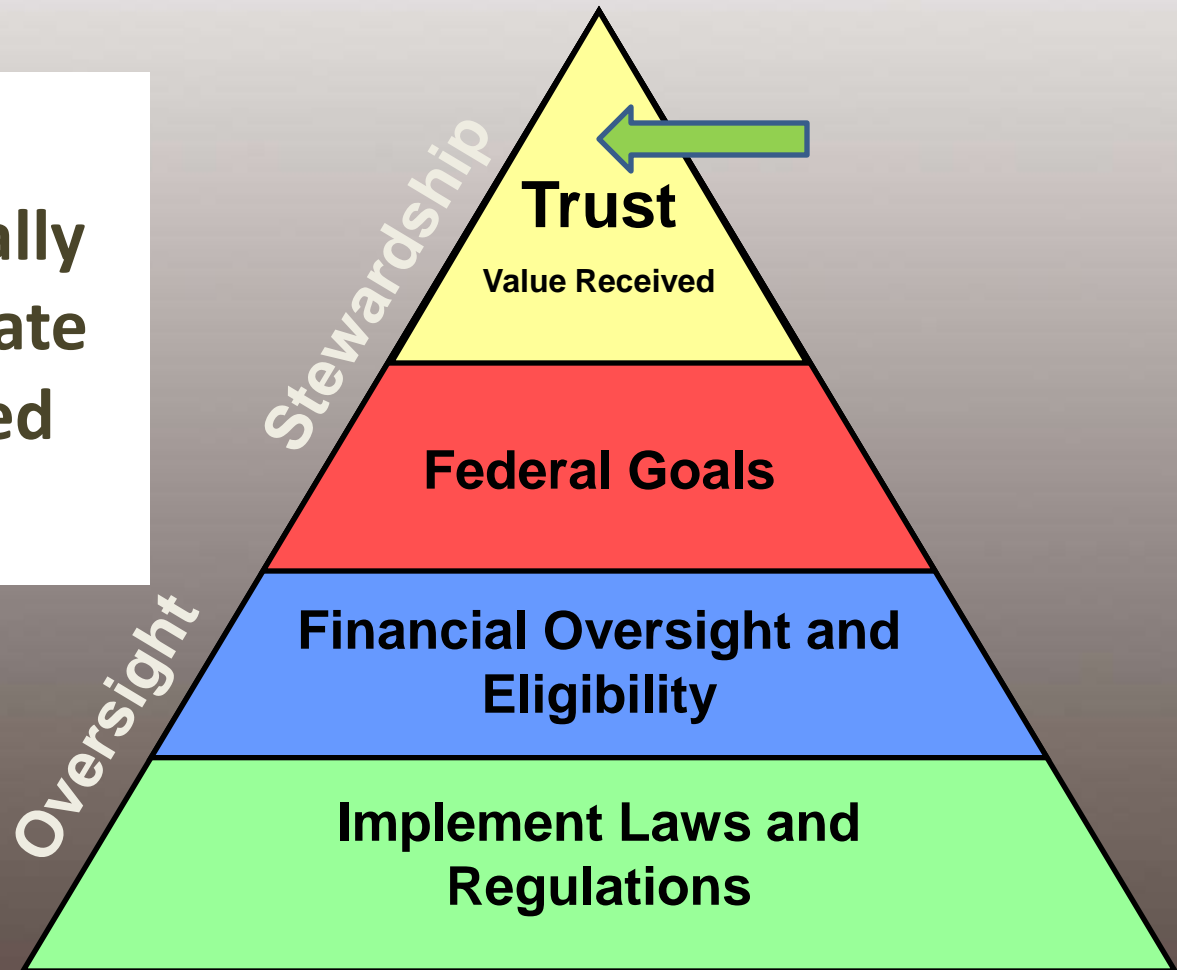 ally
ate
ed
Stewardship
Oversight
Trust
Value Received
Federal Goals
Financial Oversight and
Eligibility
Implement Laws and
Regulations